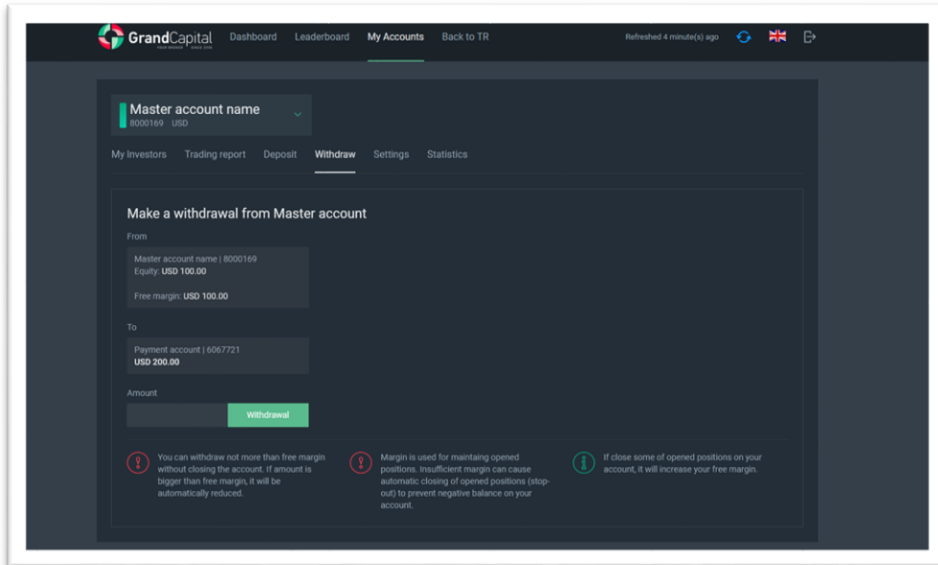 GrandCapital
Dashboard Leaderboard My Accounts Back to TR
Refreshed 4 minute(s) ago
Master account name
8000169 USD
My Investors Trading report Deposit Withdraw Settings Statistics
Make a withdrawal from Master account
From
Master account name | 8000169
Equity: USD 100.00
Free margin: USD 100.00
To
Payment account | 6067721
USD 200.00
Amount
Withdrawal
You can withdraw not more than free margin
without closing the account. If amount is
bigger than free margin, it will be
automatically reduced.
Margin is used for maintaing opened
positions. Insufficient margin can cause
automatic closing of opened positions (stop-
out) to prevent negative balance on your
account.
If close some of opened positions on your
account, it will increase your free margin.